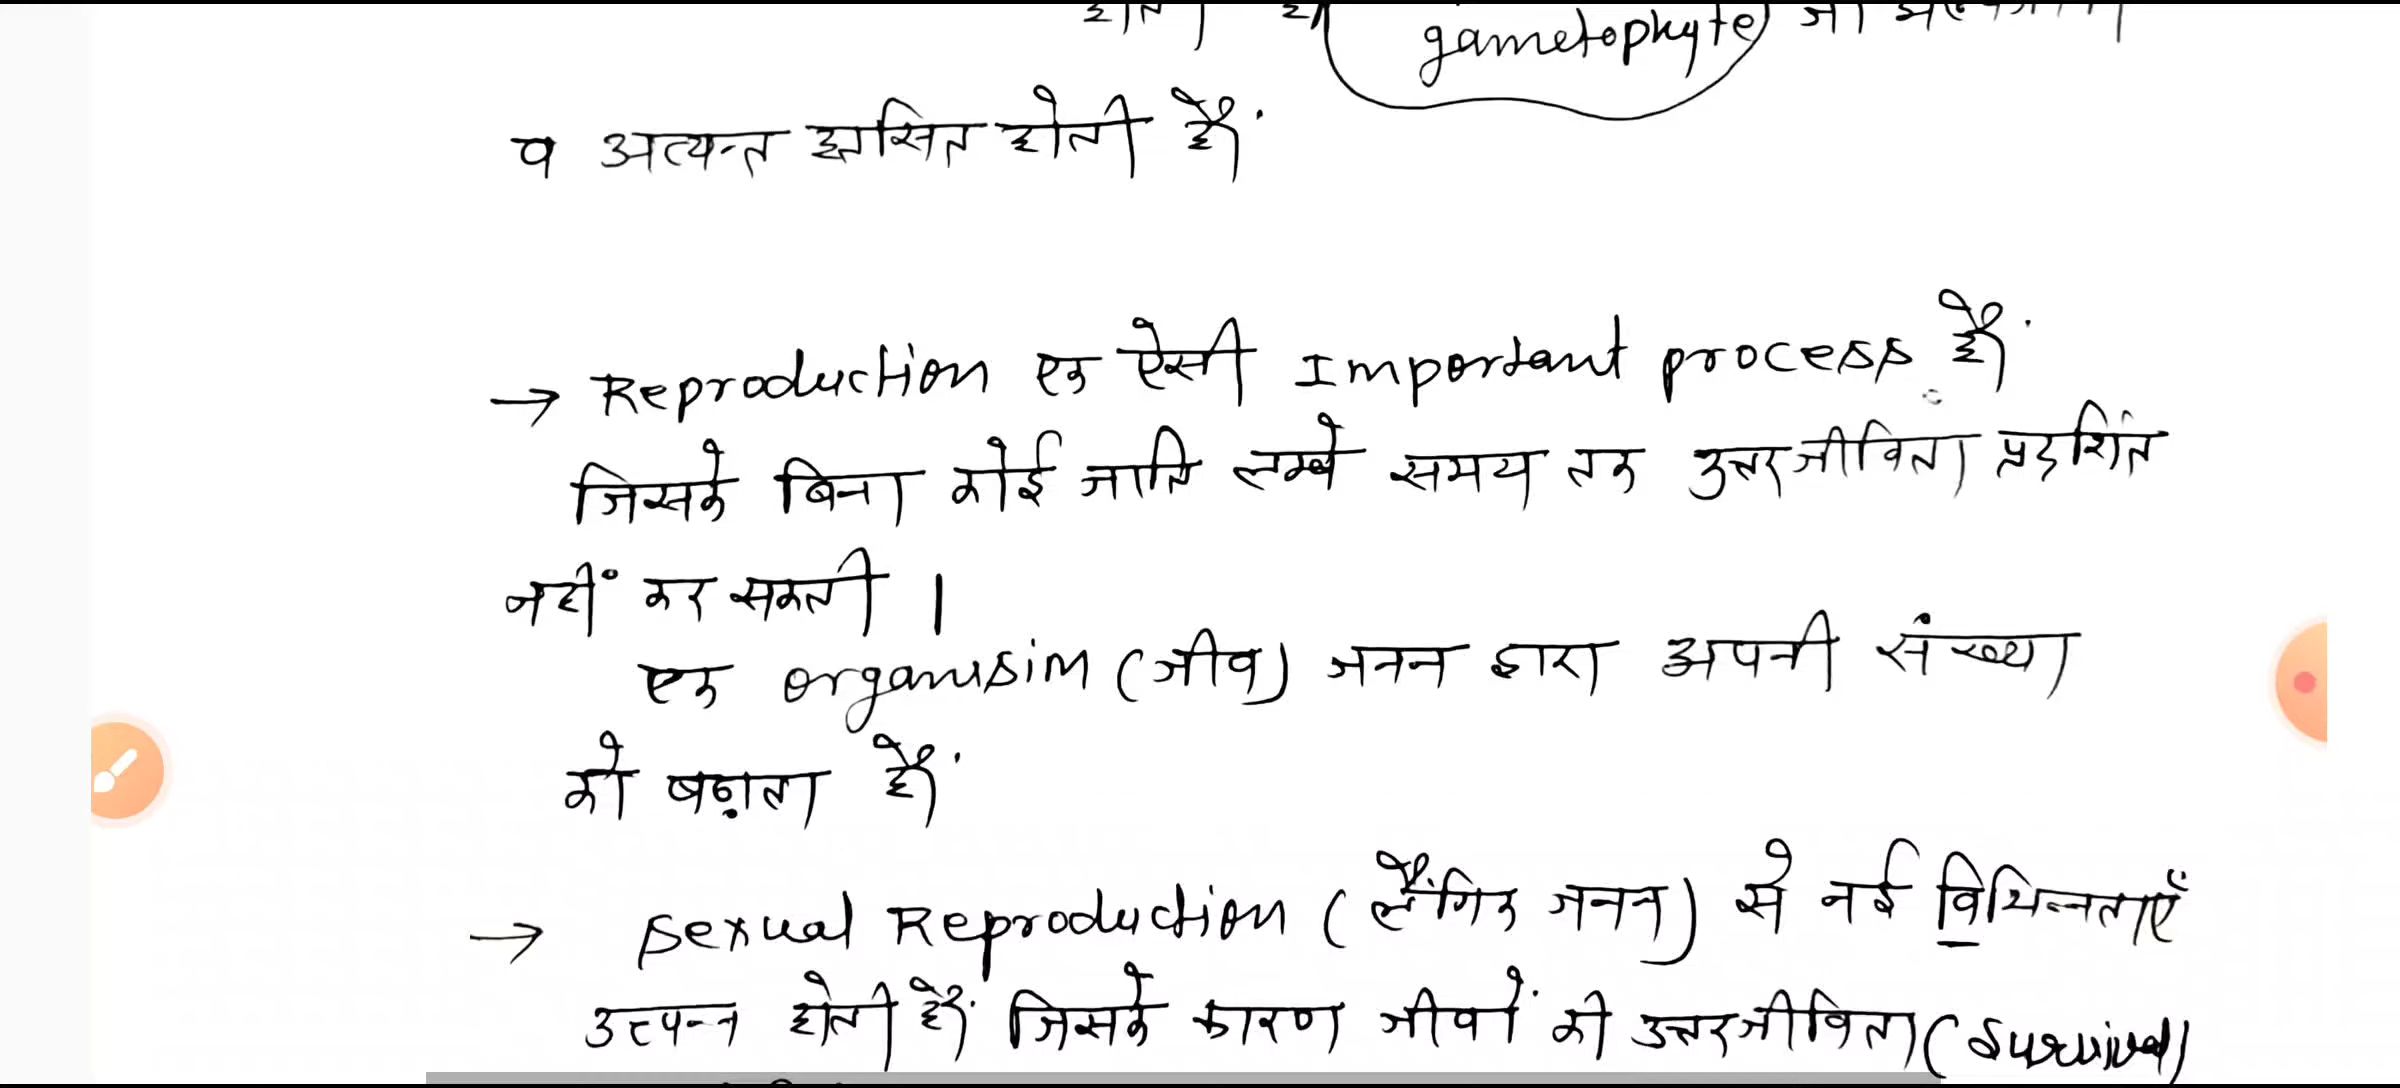 gametophyte जो
व अत्यन्त ह्रासित होती हैं
→ Reproduction एक ऐसी Important process हैं
जिसके बिना कोई जाति लम्बे समय तक उत्तरजीविता प्रदर्शित
नहीं कर सकती ।
एक organisim (जीव) जनन द्वारा अपनी संख्या
को बढ़ाता हैं
→ Sexual Reproduction (लैंगिक जनन) से नई विभिन्नताएँ
उत्पन्न होती हैं जिसके कारण जीवों की उत्तरजीविता (Survival)